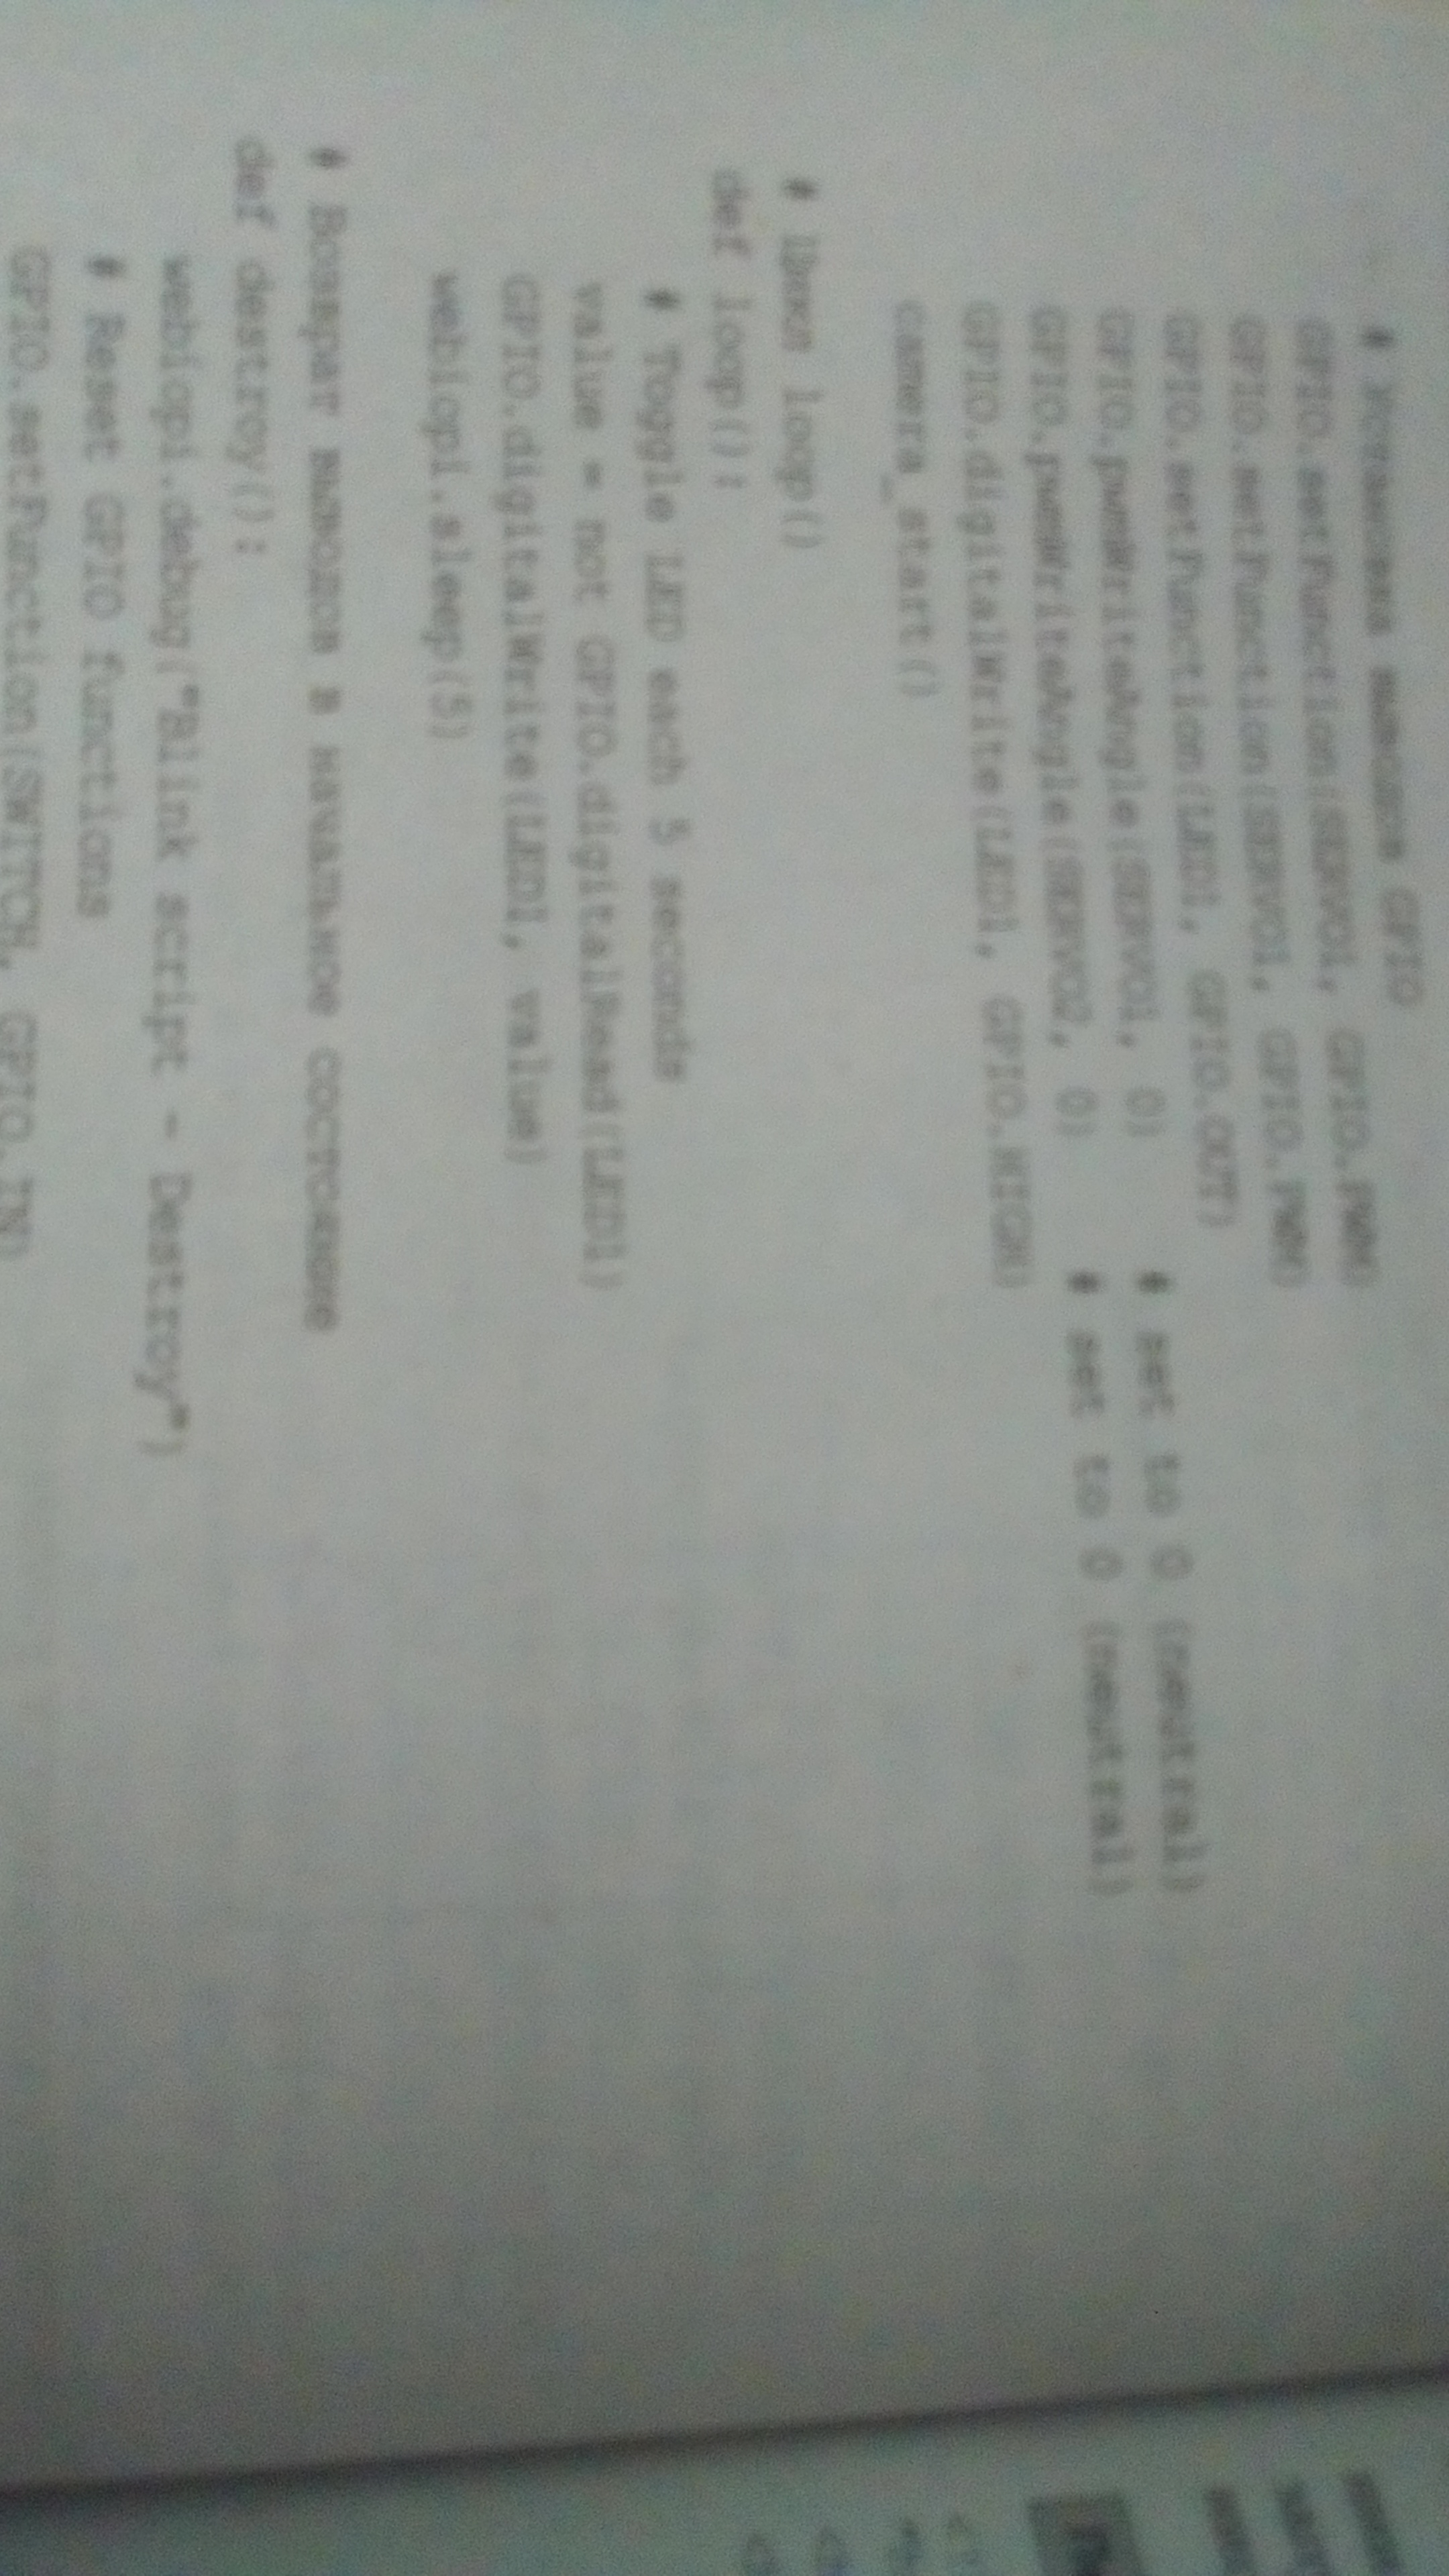 # Установка выводов GPIO
GPIO.setFunction(SERVO1, GPIO.PWM)
GPIO.setFunction(SERVO1, GPIO.PWM)
GPIO.setFunction(LED1, GPIO.OUT)
GPIO.pwmWriteAngle(SERVO1, 0) # set to 0 (neutral)
GPIO.pwmWriteAngle(SERVO2, 0) # set to 0 (neutral)
GPIO.digitalWrite(LED1, GPIO.HIGH)
camera_start()
# Цикл loop()
def loop():
# Toggle LED each 5 seconds
value = not GPIO.digitalRead(LED1)
GPIO.digitalWrite(LED1, value)
webiopi.sleep(5)
# Возврат выводов в начальное состояние
def destroy():
webiopi.debug("Blink script - Destroy")
# Reset GPIO functions
GPIO.setFunction(SWITCH, GPIO.IN)